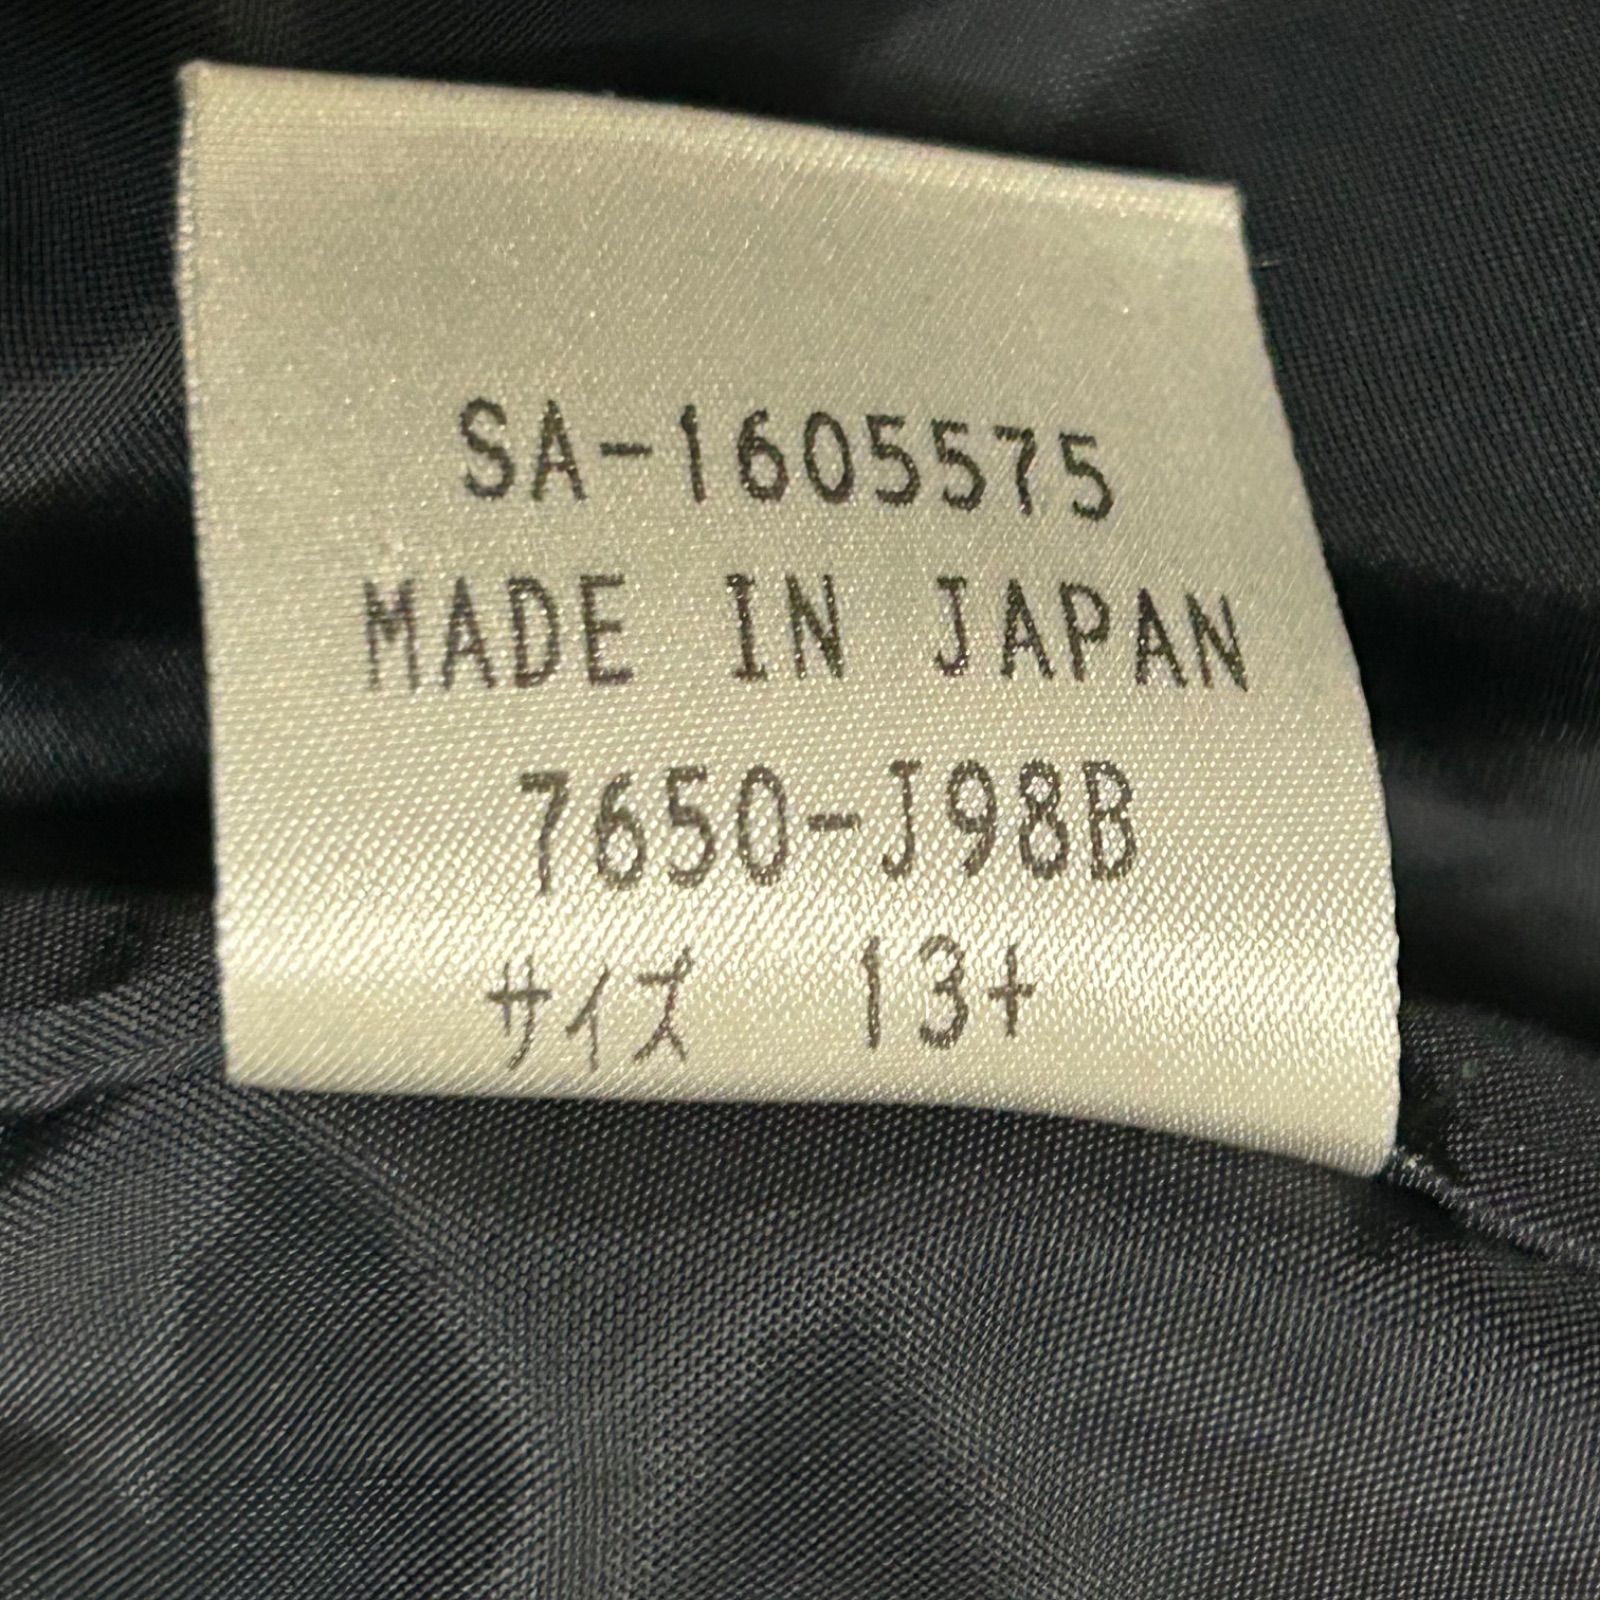 SA-1605575
MADE IN JAPAN
7650-J98B
サイズ 13+